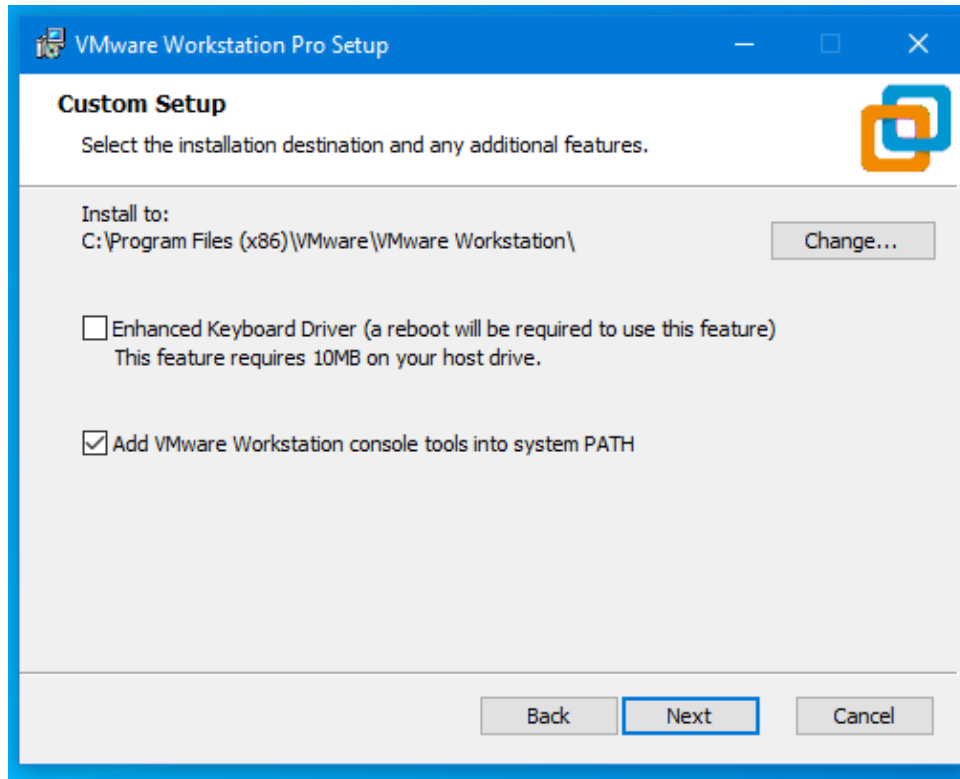 VMware Workstation Pro Setup
Custom Setup
Select the installation destination and any additional features.
Install to:
C:\Program Files (x86)\VMware\VMware Workstation\
Change...
Enhanced Keyboard Driver (a reboot will be required to use this feature)
This feature requires 10MB on your host drive.
Add VMware Workstation console tools into system PATH
Back
Next
Cancel